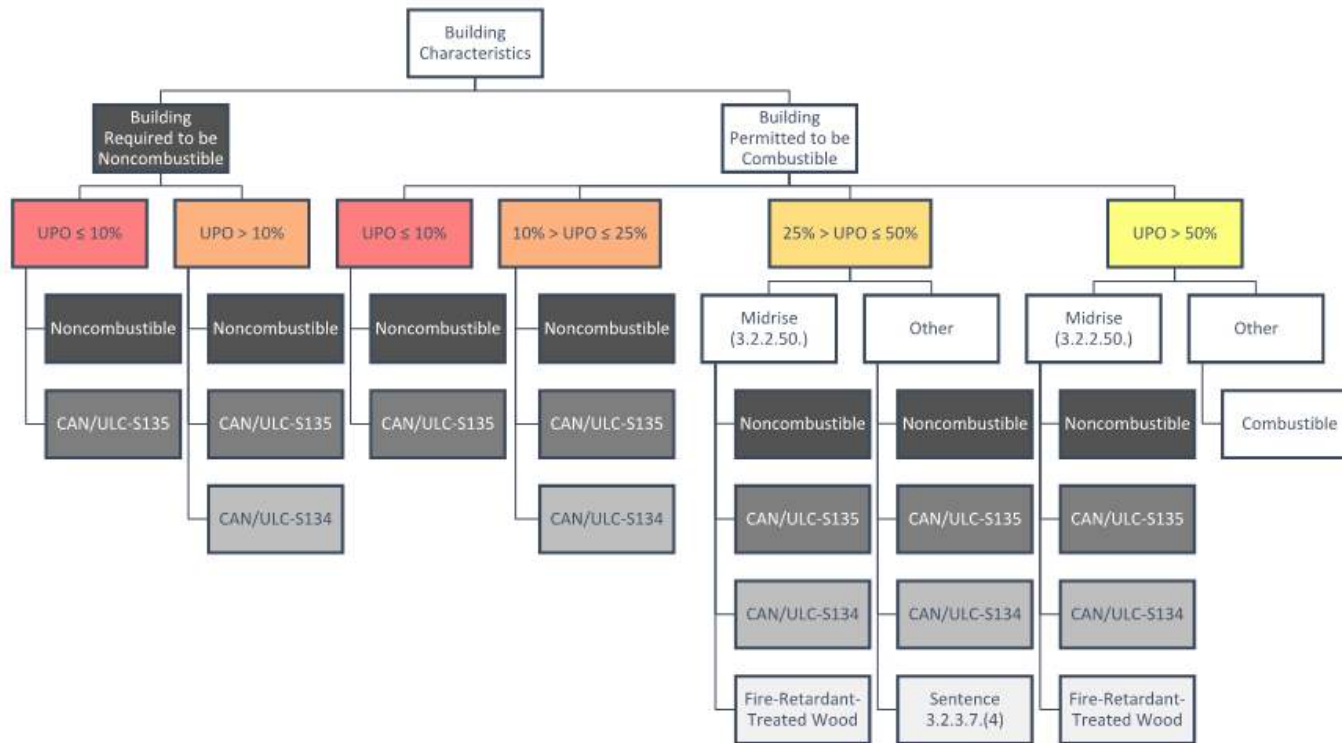 Building
Characteristics
Building
Required to be
Noncombustible
Building
Permitted to be
Combustible
UPO ≤ 10%
UPO > 10%
UPO ≤ 10%
10% > UPO ≤ 25%
25% > UPO ≤ 50%
UPO > 50%
Noncombustible
CAN/ULC-S135
Noncombustible
CAN/ULC-S135
CAN/ULC-S134
Noncombustible
CAN/ULC-S135
Noncombustible
CAN/ULC-S135
CAN/ULC-S134
Midrise
(3.2.2.50.)
Noncombustible
CAN/ULC-S135
CAN/ULC-S134
Fire-Retardant-
Treated Wood
Other
Noncombustible
CAN/ULC-S135
CAN/ULC-S134
Sentence
3.2.3.7.(4)
Midrise
(3.2.2.50.)
Noncombustible
CAN/ULC-S135
CAN/ULC-S134
Fire-Retardant-
Treated Wood
Other
Combustible